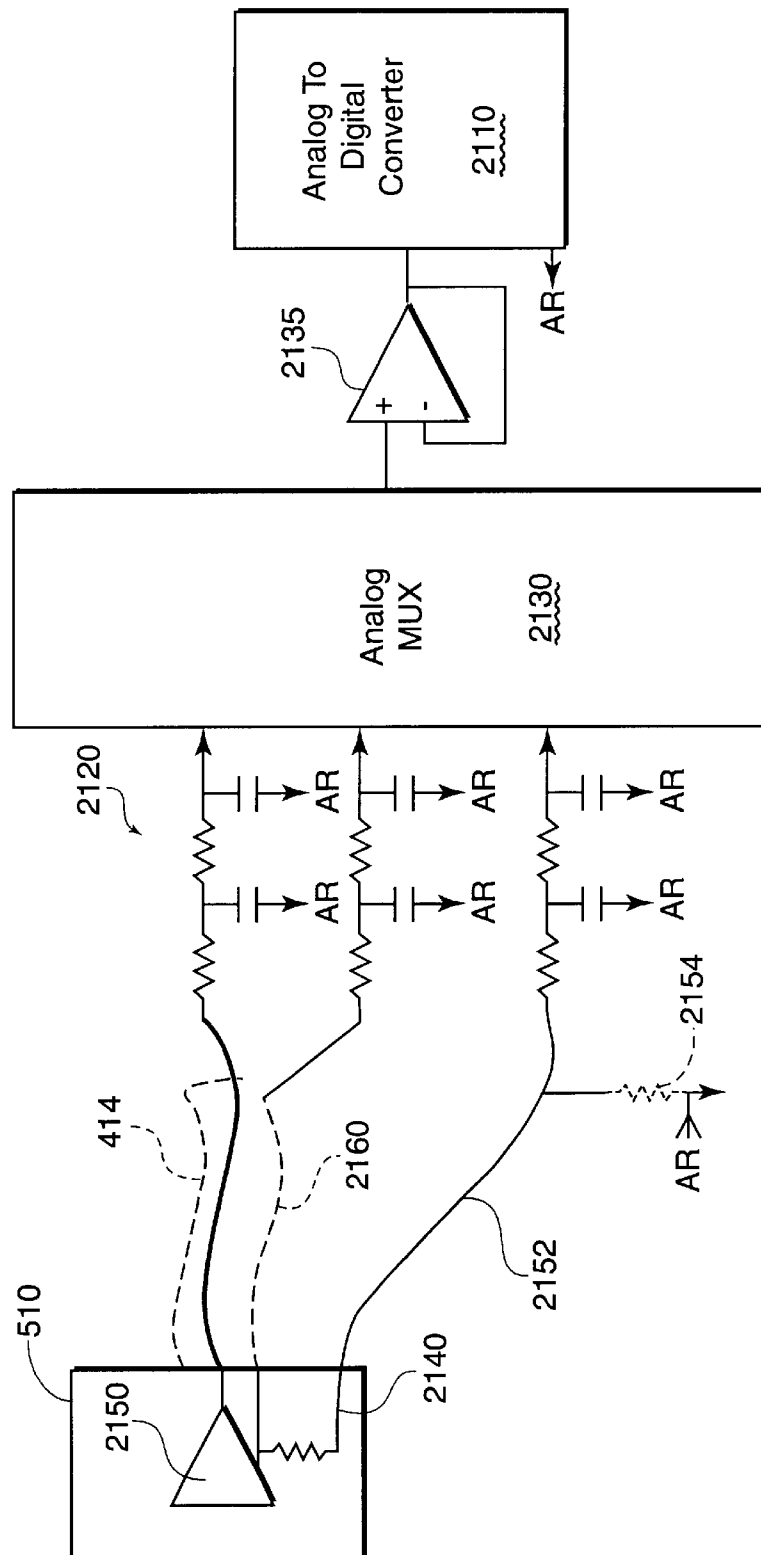 510
2150
414
2160
2140
2152
AR
2154
2120
AR
AR
AR
AR
AR
AR
Analog
MUX
2130
2135
+
-
Analog To
Digital
Converter
2110
AR